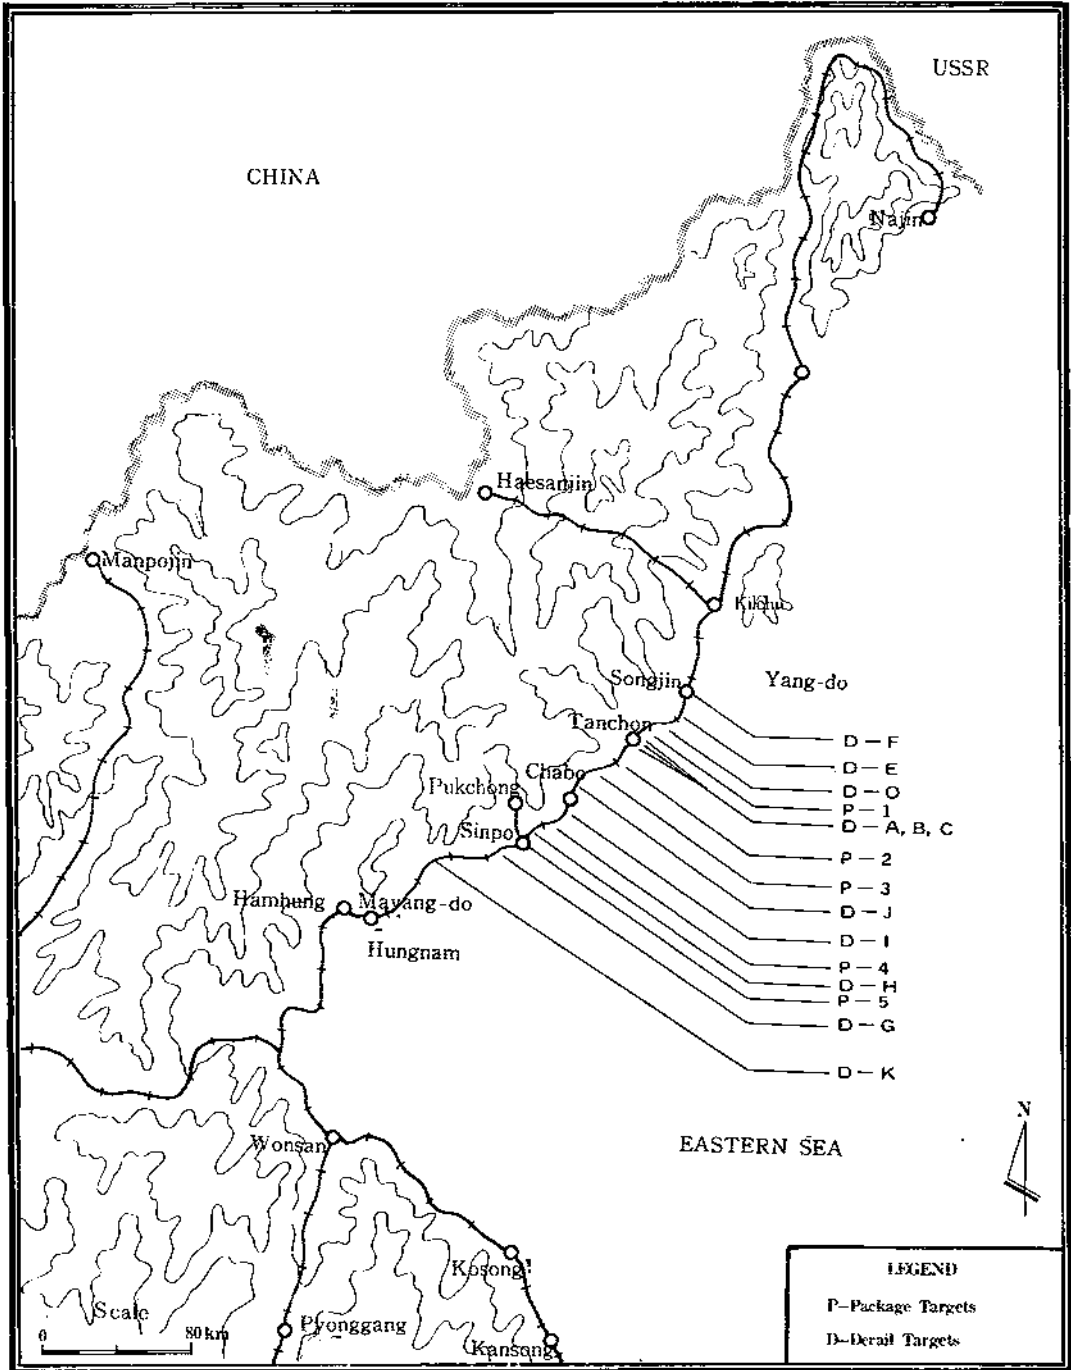 USSR
CHINA
Najin
Haesanjin
Manpojin
Kilchu
Songjin
Yang-do
Tanchon
D-F
D-E
Chabo
D-O
Pukchong
P-1
D-A, B, C
Sinpo
P-2
P-3
Hamhung
Mayang-do
D-J
D-I
Hungnam
P-4
D-H
P-5
D-G
D-K
N
Wonsan
EASTERN SEA
Kosong
LEGEND
P-Package Targets
D-Derail Targets
Scale
0
80km
Pyonggang
Kansong